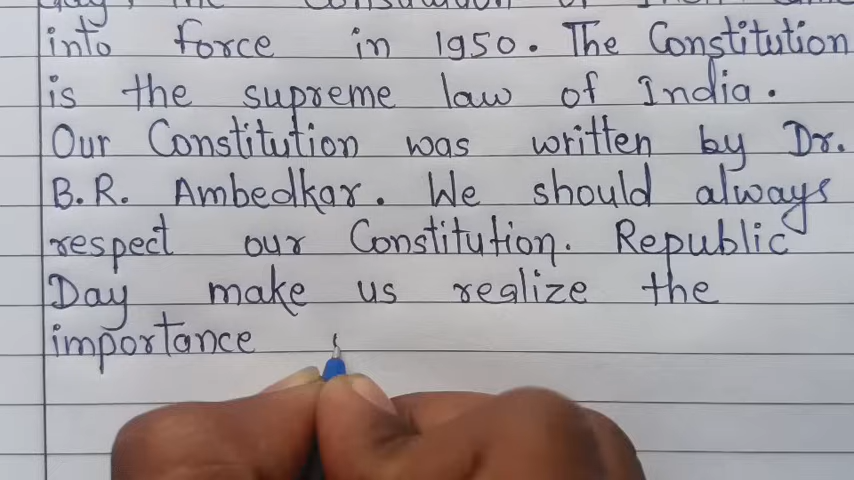 into force in 1950. The Constitution
is the supreme law of India.
Our Constitution was written by Dr.
B.R. Ambedkar. We should always
respect our Constitution. Republic
Day make us realize the
importance